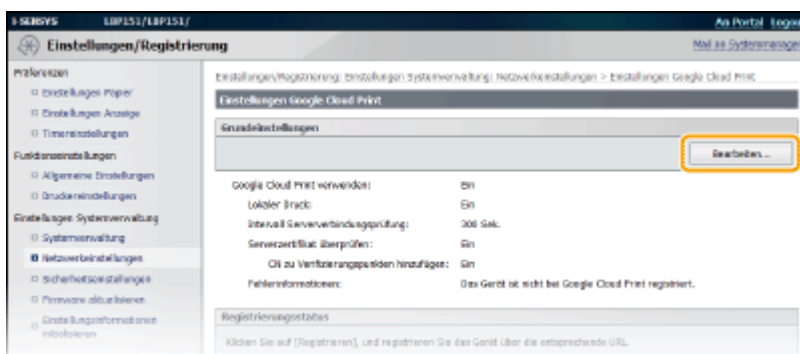 i-SENSYS LBP151/LBP151/ An Portal Logou
Einstellungen/Registrierung Mail an Systemmanager
Präferenzen
Einstellungen Papier
Einstellungen Anzeige
Timereinstellungen
Funktionseinstellungen
Allgemeine Einstellungen
Druckereinstellungen
Einstellungen Systemverwaltung
Systemverwaltung
Netzwerkeinstellungen
Sicherheitseinstellungen
Firmware aktualisieren
Einstellungsinformationen
initialisieren
Einstellungen/Registrierung: Einstellungen Systemverwaltung: Netzwerkeinstellungen > Einstellungen Google Cloud Print
Einstellungen Google Cloud Print
Grundeinstellungen
Bearbeiten...
Google Cloud Print verwenden: Ein
Lokaler Druck: Ein
Intervall Serververbindungsprüfung: 300 Sek.
Serverzertifikat überprüfen: Ein
CN zu Verifizierungspunkten hinzufügen: Ein
Fehlerinformationen: Das Gerät ist nicht bei Google Cloud Print registriert.
Registrierungsstatus
Klicken Sie auf [Registrieren], und registrieren Sie das Gerät über die entsprechende URL.